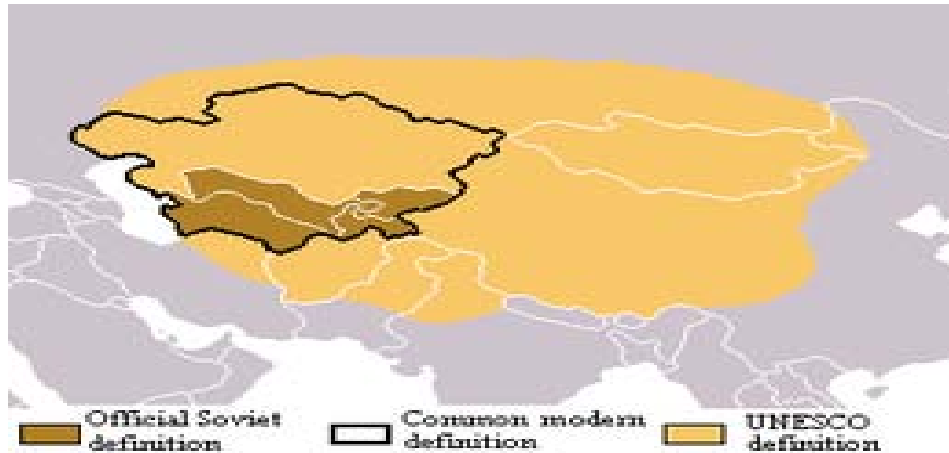 Official Soviet
definition
Common modern
definition
UNESCO
definition